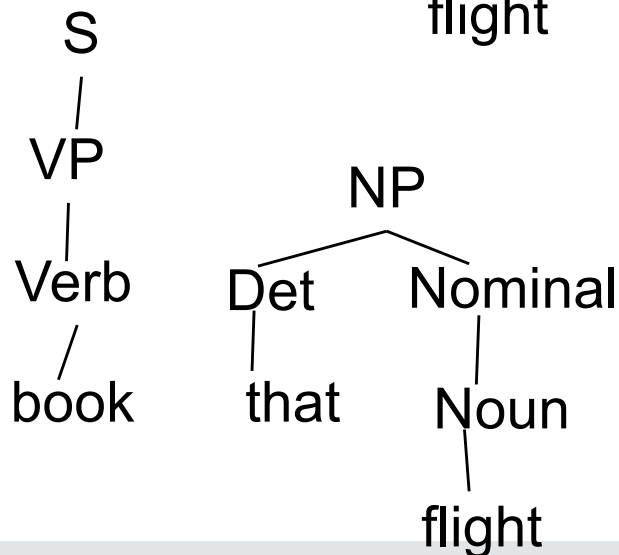 flight
S
VP
NP
Verb Det Nominal
book that Noun
flight